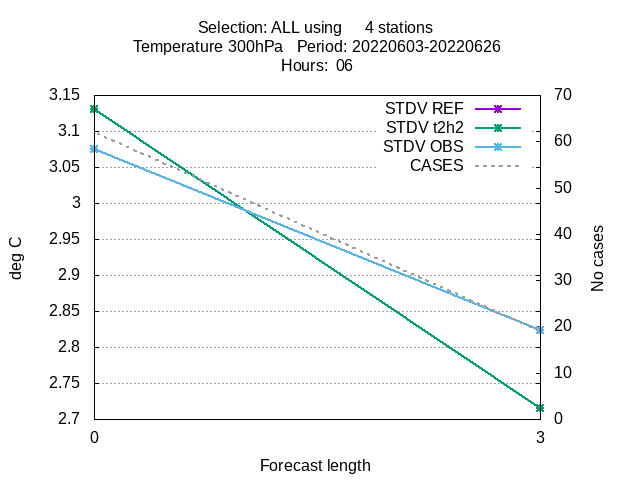 Selection: ALL using     4 stations
Temperature 300hPa   Period: 20220603-20220626
Hours:  06
3.15
3.1
3.05
3
2.95
2.9
2.85
2.8
2.75
2.7
deg C
STDV REF
STDV t2h2
STDV OBS
CASES
70
60
50
40
30
20
10
0
No cases
0
3
Forecast length